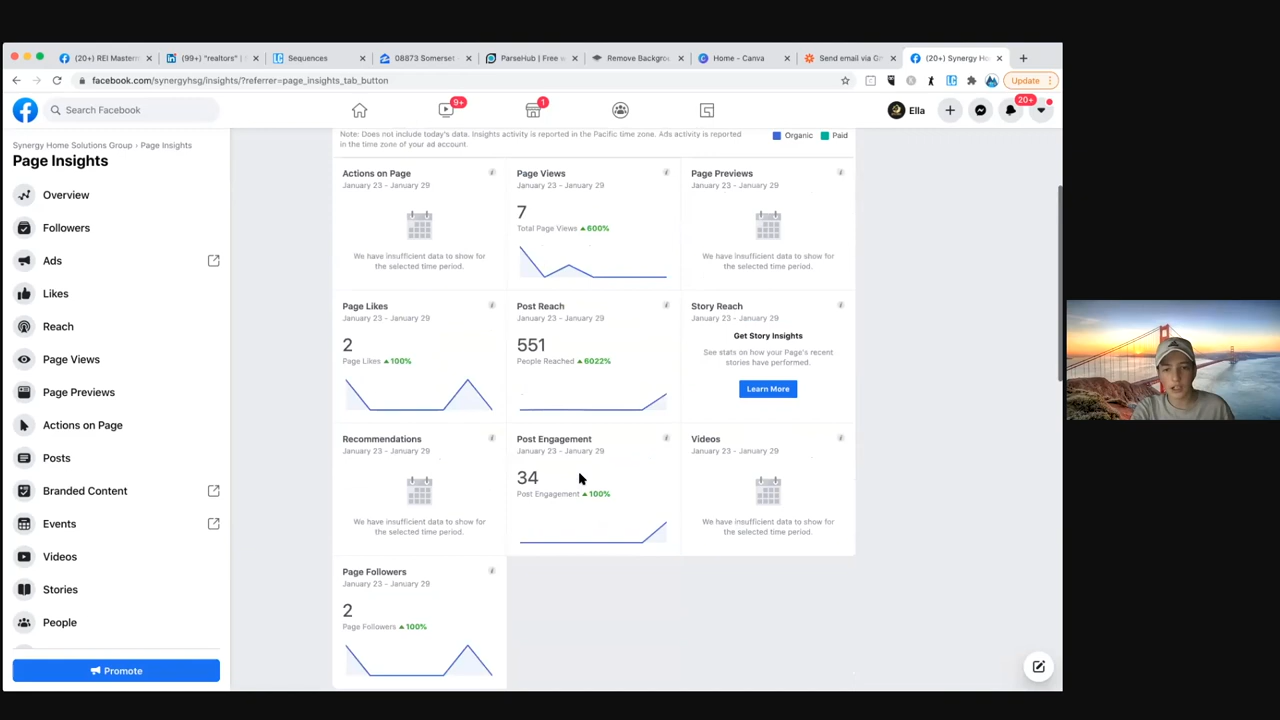 (20+) REI Masterm
(99+) "realtors" |
Sequences
08873 Somerset
ParseHub | Free w
Remove Backgrou
Home - Canva
Send email via G
(20+) Synergy Ho
facebook.com/synergyhsg/insights/?referrer=page_insights_tab_button
Update
Search Facebook
9+
1
Ella
20+
Synergy Home Solutions Group › Page Insights
Page Insights
Overview
Followers
Ads
Likes
Reach
Page Views
Page Previews
Actions on Page
Posts
Branded Content
Events
Videos
Stories
People
Promote
Note: Does not include today's data. Insights activity is reported in the Pacific time zone. Ads activity is reported
in the time zone of your ad account.
Organic
Paid
Actions on Page
January 23 - January 29
We have insufficient data to show for
the selected time period.
Page Views
January 23 - January 29
7
Total Page Views ▲600%
Page Previews
January 23 - January 29
We have insufficient data to show for
the selected time period.
Page Likes
January 23 - January 29
2
Page Likes ▲100%
Post Reach
January 23 - January 29
551
People Reached ▲6022%
Story Reach
January 23 - January 29
Get Story Insights
See stats on how your Page's recent
stories have performed.
Learn More
Recommendations
January 23 - January 29
We have insufficient data to show for
the selected time period.
Post Engagement
January 23 - January 29
34
Post Engagement ▲100%
Videos
January 23 - January 29
We have insufficient data to show for
the selected time period.
Page Followers
January 23 - January 29
2
Page Followers ▲100%